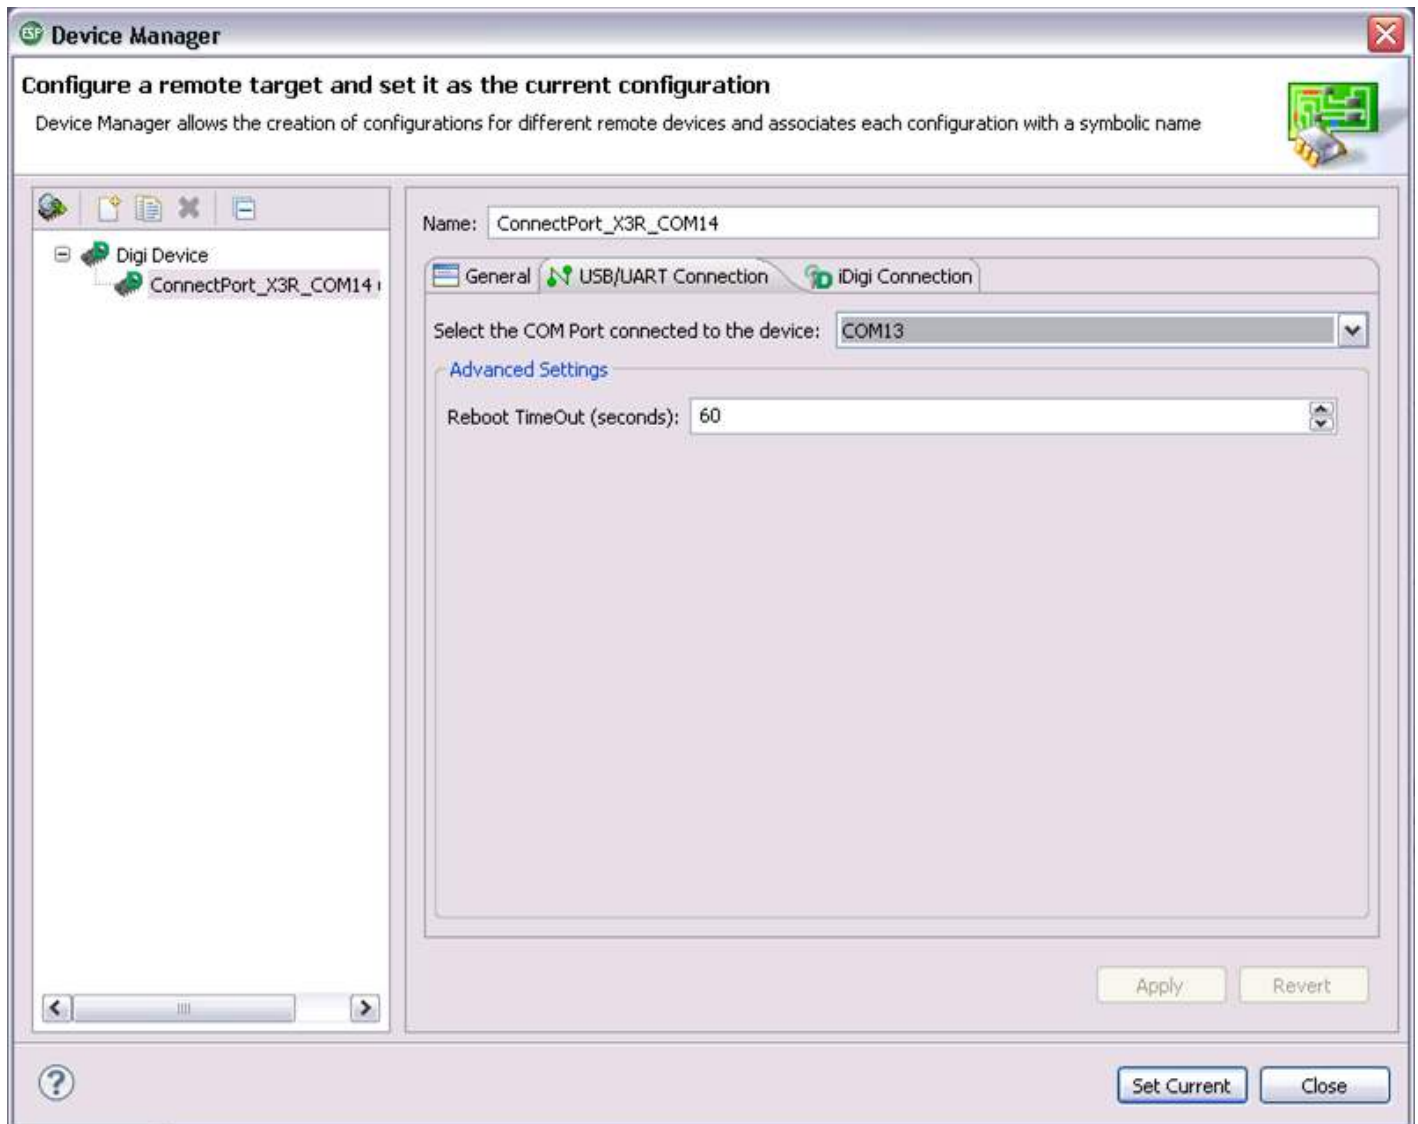 ESP Device Manager
Configure a remote target and set it as the current configuration
Device Manager allows the creation of configurations for different remote devices and associates each configuration with a symbolic name
Digi Device
ConnectPort_X3R_COM14
Name: ConnectPort_X3R_COM14
General USB/UART Connection iDigi Connection
Select the COM Port connected to the device: COM13
Advanced Settings
Reboot TimeOut (seconds): 60
Apply Revert
? Set Current Close